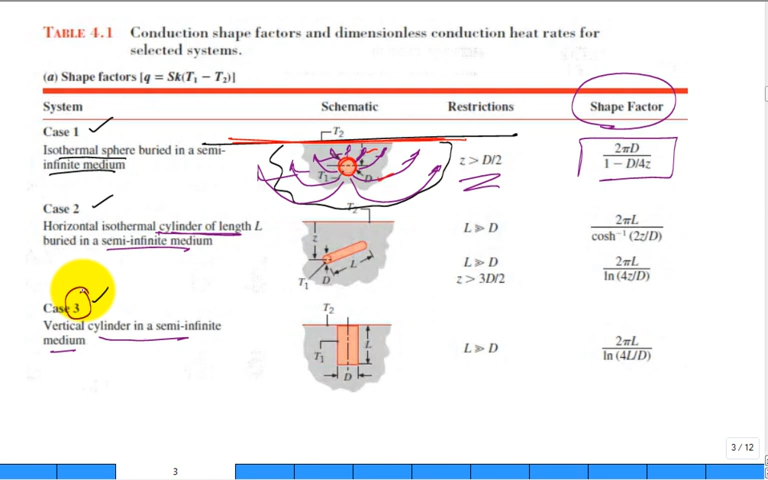 TABLE 4.1 Conduction shape factors and dimensionless conduction heat rates for
selected systems.
(a) Shape factors [q = Sk(T₁ − T₂)]
System Schematic Restrictions Shape Factor
Case 1
Isothermal sphere buried in a semi-
infinite medium
T₂
T₁
D
z > D/2
2πD
1 − D/4z
Case 2
Horizontal isothermal cylinder of length L
buried in a semi-infinite medium
T₂
z
L
T₁ D
L ≫ D
2πL
cosh⁻¹ (2z/D)
L ≫ D
z > 3D/2
2πL
ln (4z/D)
Case 3
Vertical cylinder in a semi-infinite
medium
T₂
T₁
L
D
L ≫ D
2πL
ln (4L/D)
3 / 12
3